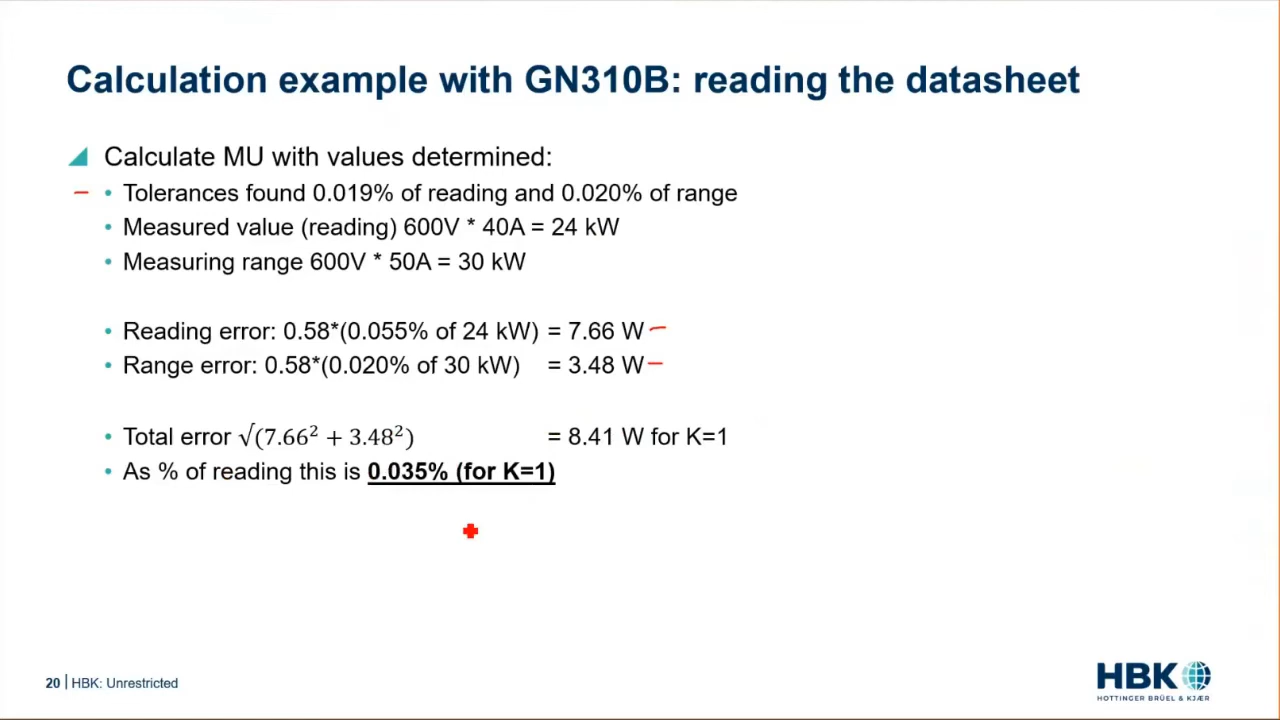 Calculation example with GN310B: reading the datasheet
Calculate MU with values determined:
• Tolerances found 0.019% of reading and 0.020% of range
• Measured value (reading) 600V * 40A = 24 kW
• Measuring range 600V * 50A = 30 kW
• Reading error: 0.58*(0.055% of 24 kW) = 7.66 W
• Range error: 0.58*(0.020% of 30 kW) = 3.48 W
• Total error √(7.66² + 3.48²) = 8.41 W for K=1
• As % of reading this is 0.035% (for K=1)
20 | HBK: Unrestricted
HBK
HOTTINGER BRÜEL & KJÆR